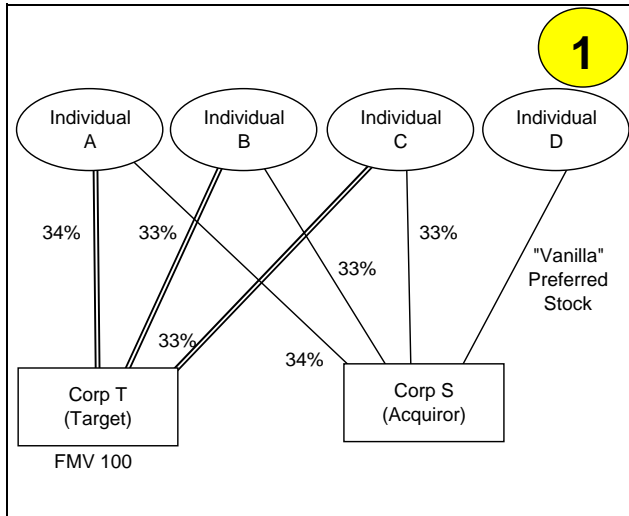 1
Individual
A
Individual
B
Individual
C
Individual
D
34%
33%
33%
33%
33%
34%
"Vanilla"
Preferred
Stock
Corp T
(Target)
Corp S
(Acquiror)
FMV 100